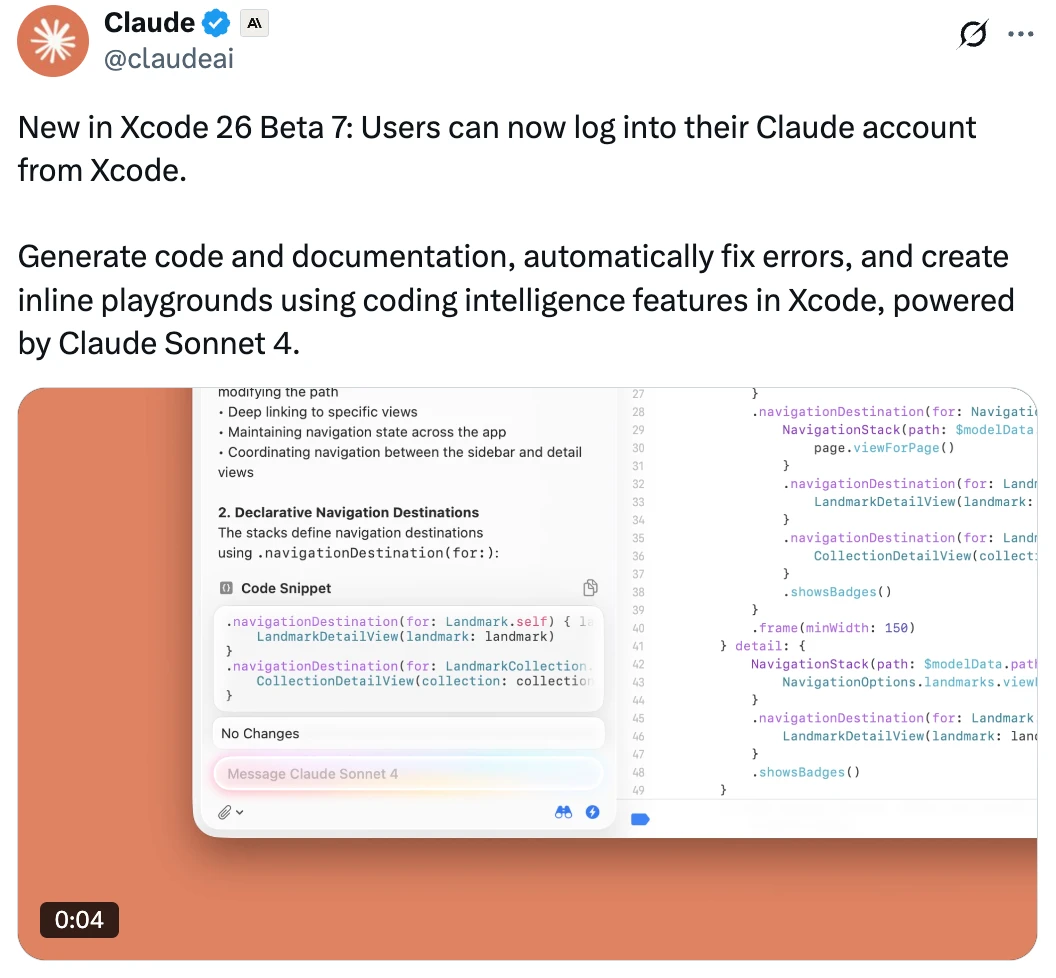 Claude
@claudeai
New in Xcode 26 Beta 7: Users can now log into their Claude account
from Xcode.
Generate code and documentation, automatically fix errors, and create
inline playgrounds using coding intelligence features in Xcode, powered
by Claude Sonnet 4.
modifying the path
• Deep linking to specific views
• Maintaining navigation state across the app
• Coordinating navigation between the sidebar and detail
views
2. Declarative Navigation Destinations
The stacks define navigation destinations
using .navigationDestination(for:):
Code Snippet
.navigationDestination(for: Landmark.self) { la
LandmarkDetailView(landmark: landmark)
}
.navigationDestination(for: LandmarkCollection.
CollectionDetailView(collection: collection
}
No Changes
Message Claude Sonnet 4
27 }
28 .navigationDestination(for: Navigatio
29 NavigationStack(path: $modelData
30 page.viewForPage()
31 }
32 .navigationDestination(for: Land
33 LandmarkDetailView(landmark:
34 }
35 .navigationDestination(for: Land
36 CollectionDetailView(collect
37 }
38 .showsBadges()
39 }
40 .frame(minWidth: 150)
41 } detail: {
42 NavigationStack(path: $modelData.path
43 NavigationOptions.landmarks.view
44 }
45 .navigationDestination(for: Landmark
46 LandmarkDetailView(landmark: land
47 }
48 .showsBadges()
49 }
0:04